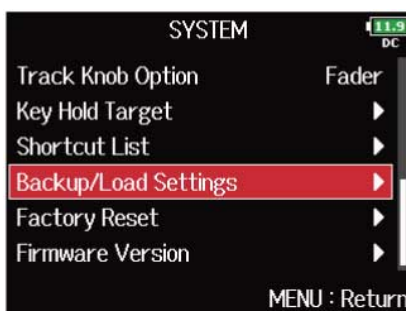 SYSTEM
11.9
DC
Track Knob Option Fader
Key Hold Target
Shortcut List
Backup/Load Settings
Factory Reset
Firmware Version
MENU : Return